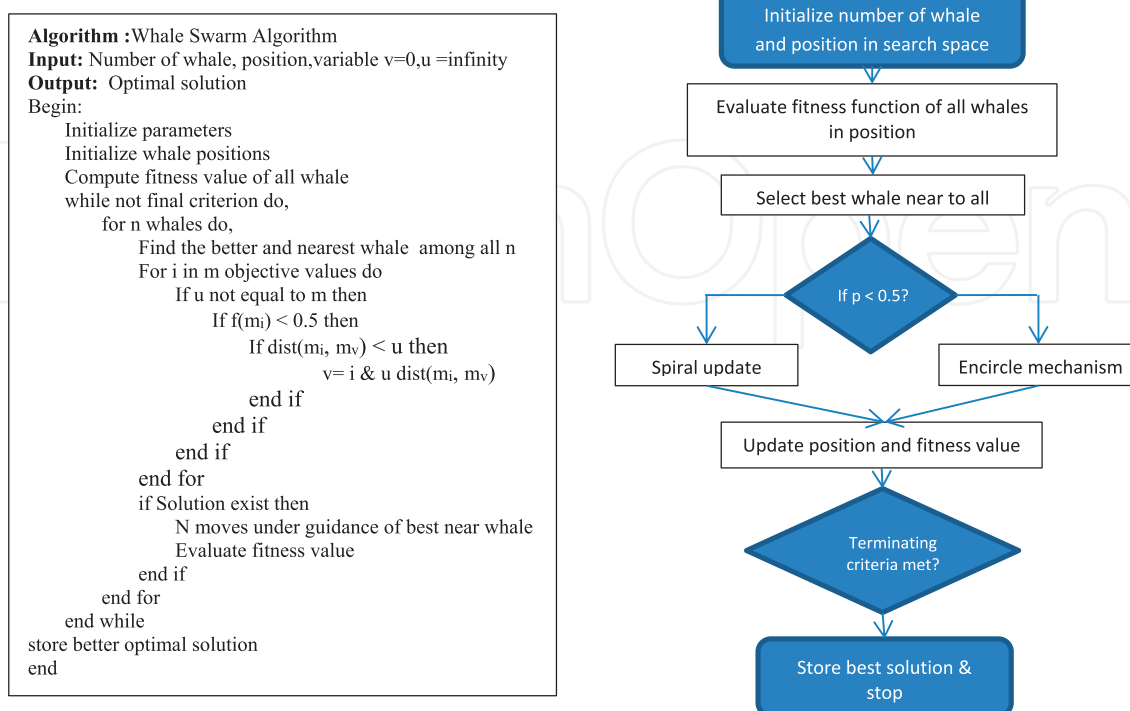 Algorithm :Whale Swarm Algorithm
Input: Number of whale, position,variable v=0,u =infinity
Output: Optimal solution
Begin:
Initialize parameters
Initialize whale positions
Compute fitness value of all whale
while not final criterion do,
for n whales do,
Find the better and nearest whale among all n
For i in m objective values do
If u not equal to m then
If f(mi) < 0.5 then
If dist(mi, mv) < u then
v= i & u dist(mi, mv)
end if
end if
end if
end for
if Solution exist then
N moves under guidance of best near whale
Evaluate fitness value
end if
end for
end while
store better optimal solution
end
Initialize number of whale
and position in search space
Evaluate fitness function of all whales
in position
Select best whale near to all
If p < 0.5?
Spiral update
Encircle mechanism
Update position and fitness value
Terminating
criteria met?
Store best solution &
stop